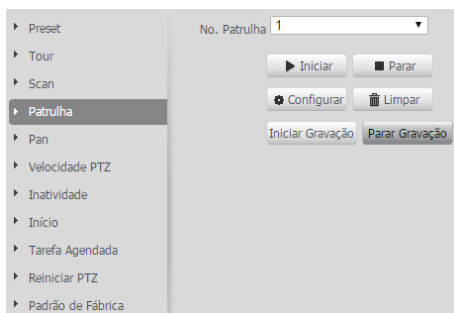 Preset
Tour
Scan
Patrulha
Pan
Velocidade PTZ
Inatividade
Início
Tarefa Agendada
Reiniciar PTZ
Padrão de Fábrica
No. Patrulha 1
Iniciar Parar
Configurar Limpar
Iniciar Gravação Parar Gravação